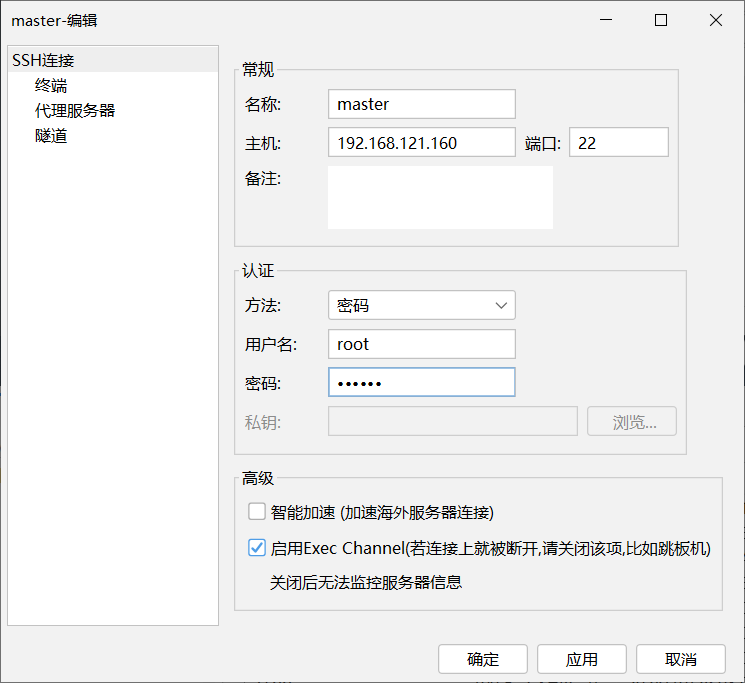 master-编辑
SSH连接
终端
代理服务器
隧道
常规
名称: master
主机: 192.168.121.160 端口: 22
备注:
认证
方法: 密码
用户名: root
密码: ••••••
私钥: 浏览...
高级
智能加速 (加速海外服务器连接)
启用Exec Channel(若连接上就被断开,请关闭该项,比如跳板机)
关闭后无法监控服务器信息
确定 应用 取消